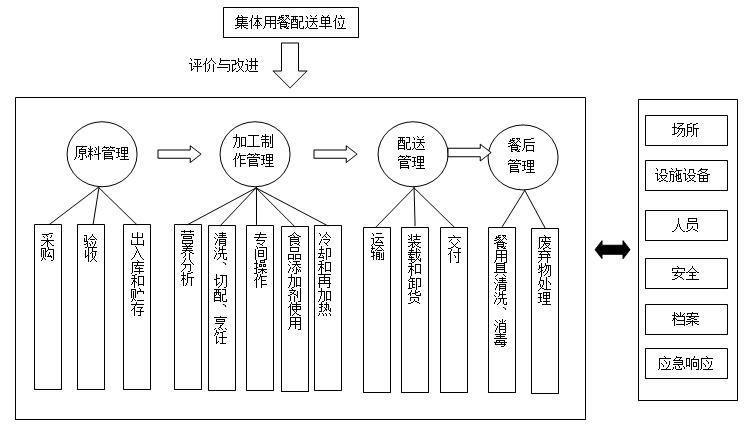 集体用餐配送单位
评价与改进
原料管理
加工制
作管理
配送
管理
餐后
管理
采购
验收
出入库和贮存
营养分析
清洗、切配、烹饪
专间操作
食品添加剂使用
冷却和再加热
运输
装载和卸货
交付
餐用具清洗、消毒
废弃物处理
场所
设施设备
人员
安全
档案
应急响应